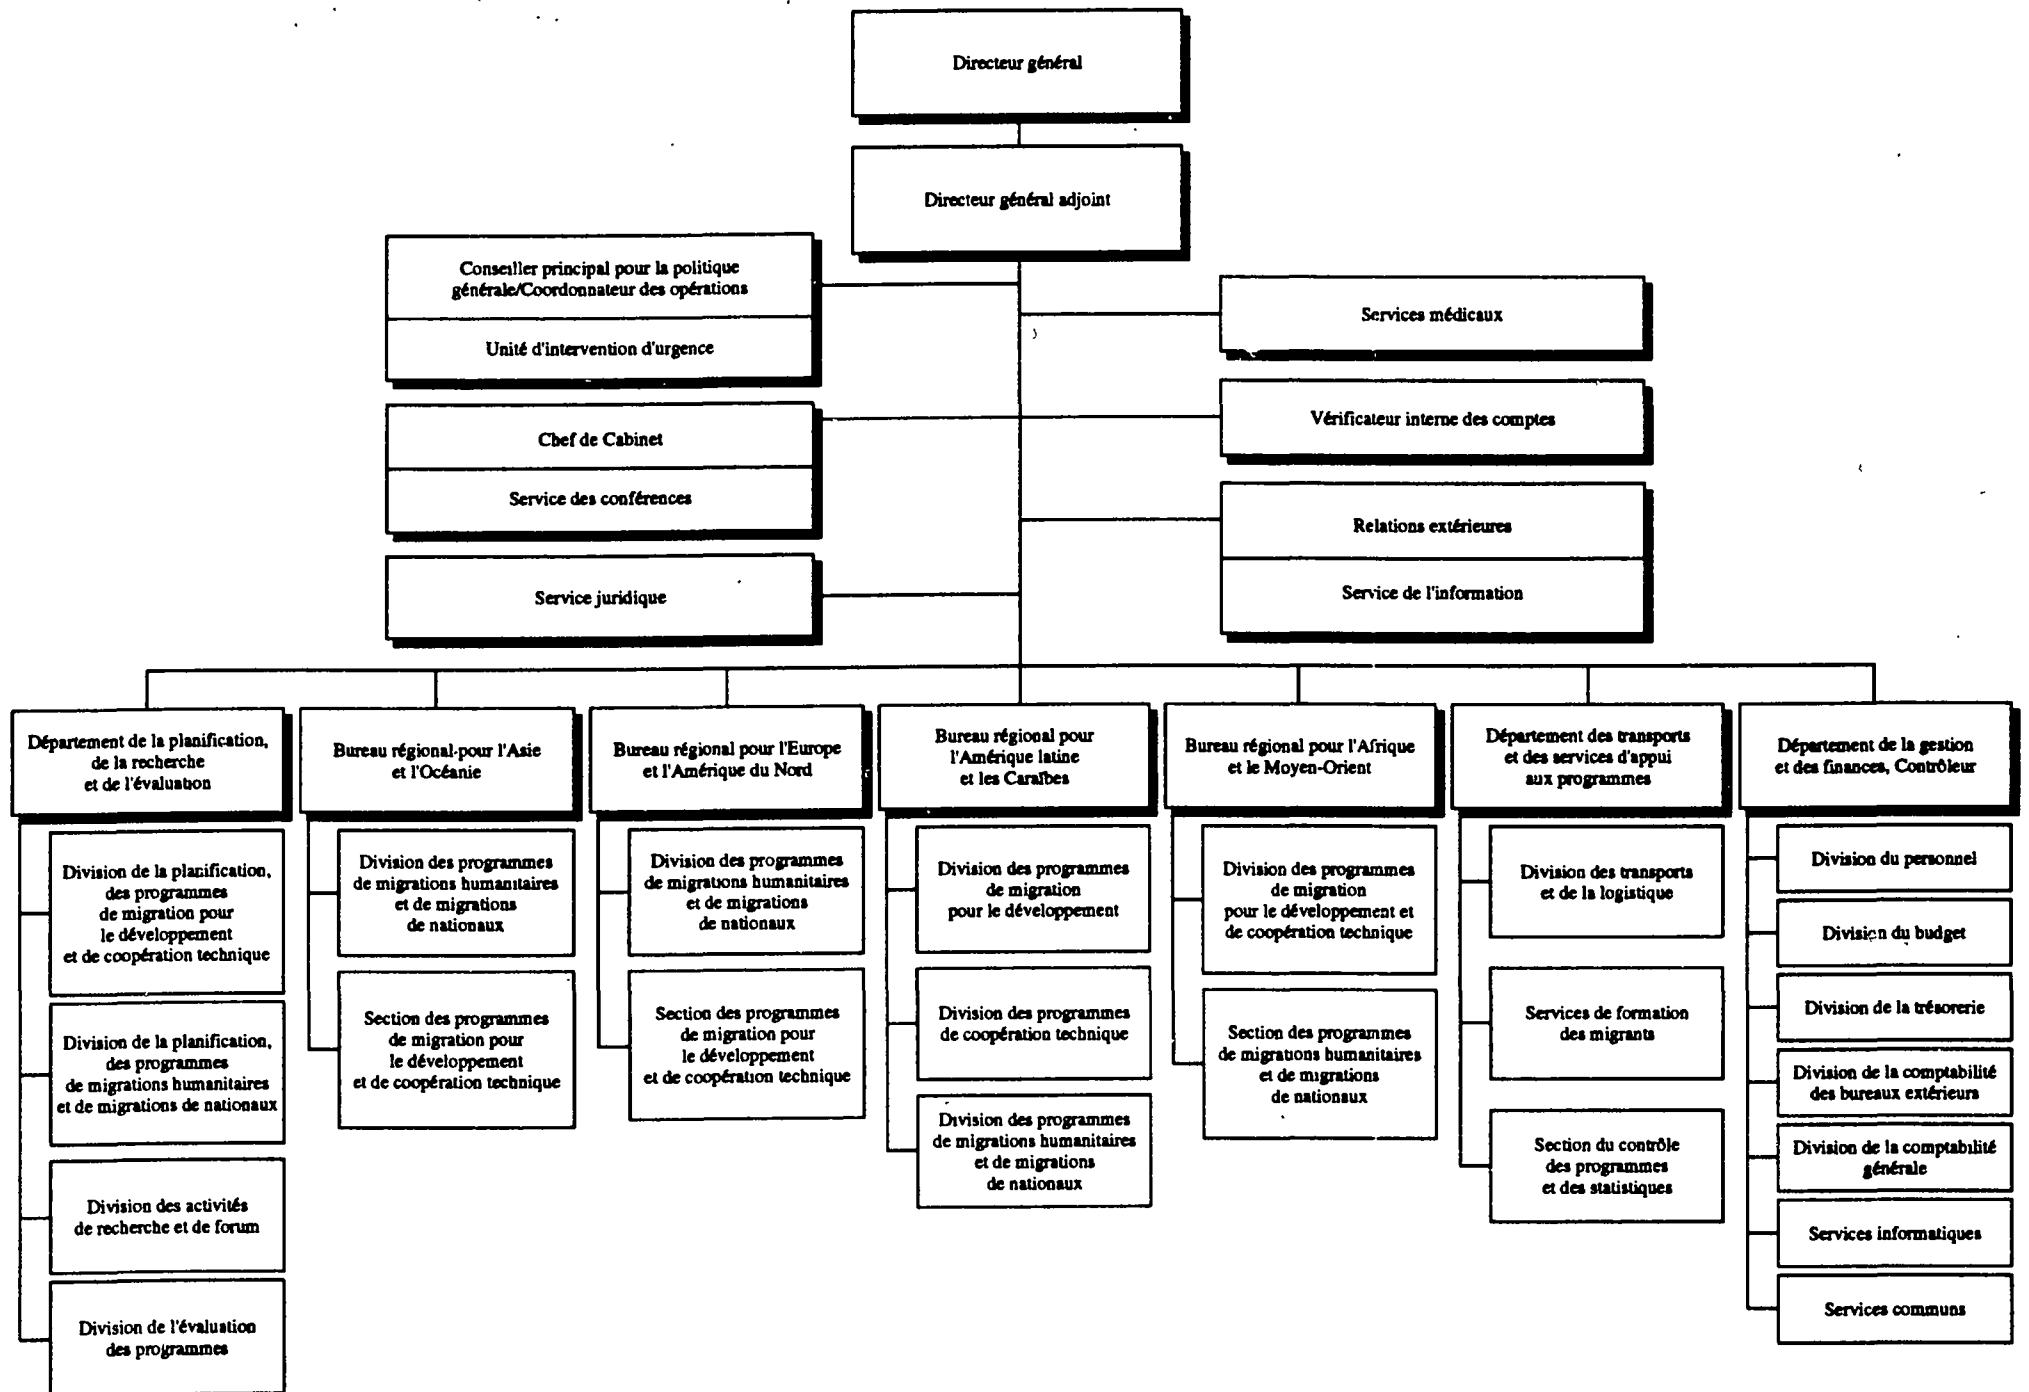 Directeur général
Directeur général adjoint
Conseiller principal pour la politique
générale/Coordonnateur des opérations
Unité d'intervention d'urgence
Services médicaux
Chef de Cabinet
Service des conférences
Vérificateur interne des comptes
Relations extérieures
Service de l'information
Service juridique
Département de la planification,
de la recherche
et de l'évaluation
Division de la planification,
des programmes
de migration pour
le développement
et de coopération technique
Division de la planification,
des programmes
de migrations humanitaires
et de migrations de nationaux
Division des activités
de recherche et de forum
Division de l'évaluation
des programmes
Bureau régional-pour l'Asie
et l'Océanie
Division des programmes
de migrations humanitaires
et de migrations
de nationaux
Section des programmes
de migration pour
le développement
et de coopération technique
Bureau régional pour l'Europe
et l'Amérique du Nord
Division des programmes
de migrations humanitaires
et de migrations
de nationaux
Section des programmes
de migration pour
le développement
et de coopération technique
Bureau régional pour
l'Amérique latine
et les Caraïbes
Division des programmes
de migration
pour le développement
Division des programmes
de coopération technique
Division des programmes
de migrations humanitaires
et de migrations
de nationaux
Bureau régional pour l'Afrique
et le Moyen-Orient
Division des programmes
de migration
pour le développement et
de coopération technique
Section des programmes
de migrations humanitaires
et de migrations
de nationaux
Département des transports
et des services d'appui
aux programmes
Division des transports
et de la logistique
Services de formation
des migrants
Section du contrôle
des programmes
et des statistiques
Département de la gestion
et des finances, Contrôleur
Division du personnel
Division du budget
Division de la trésorerie
Division de la comptabilité
des bureaux extérieurs
Division de la comptabilité
générale
Services informatiques
Services communs